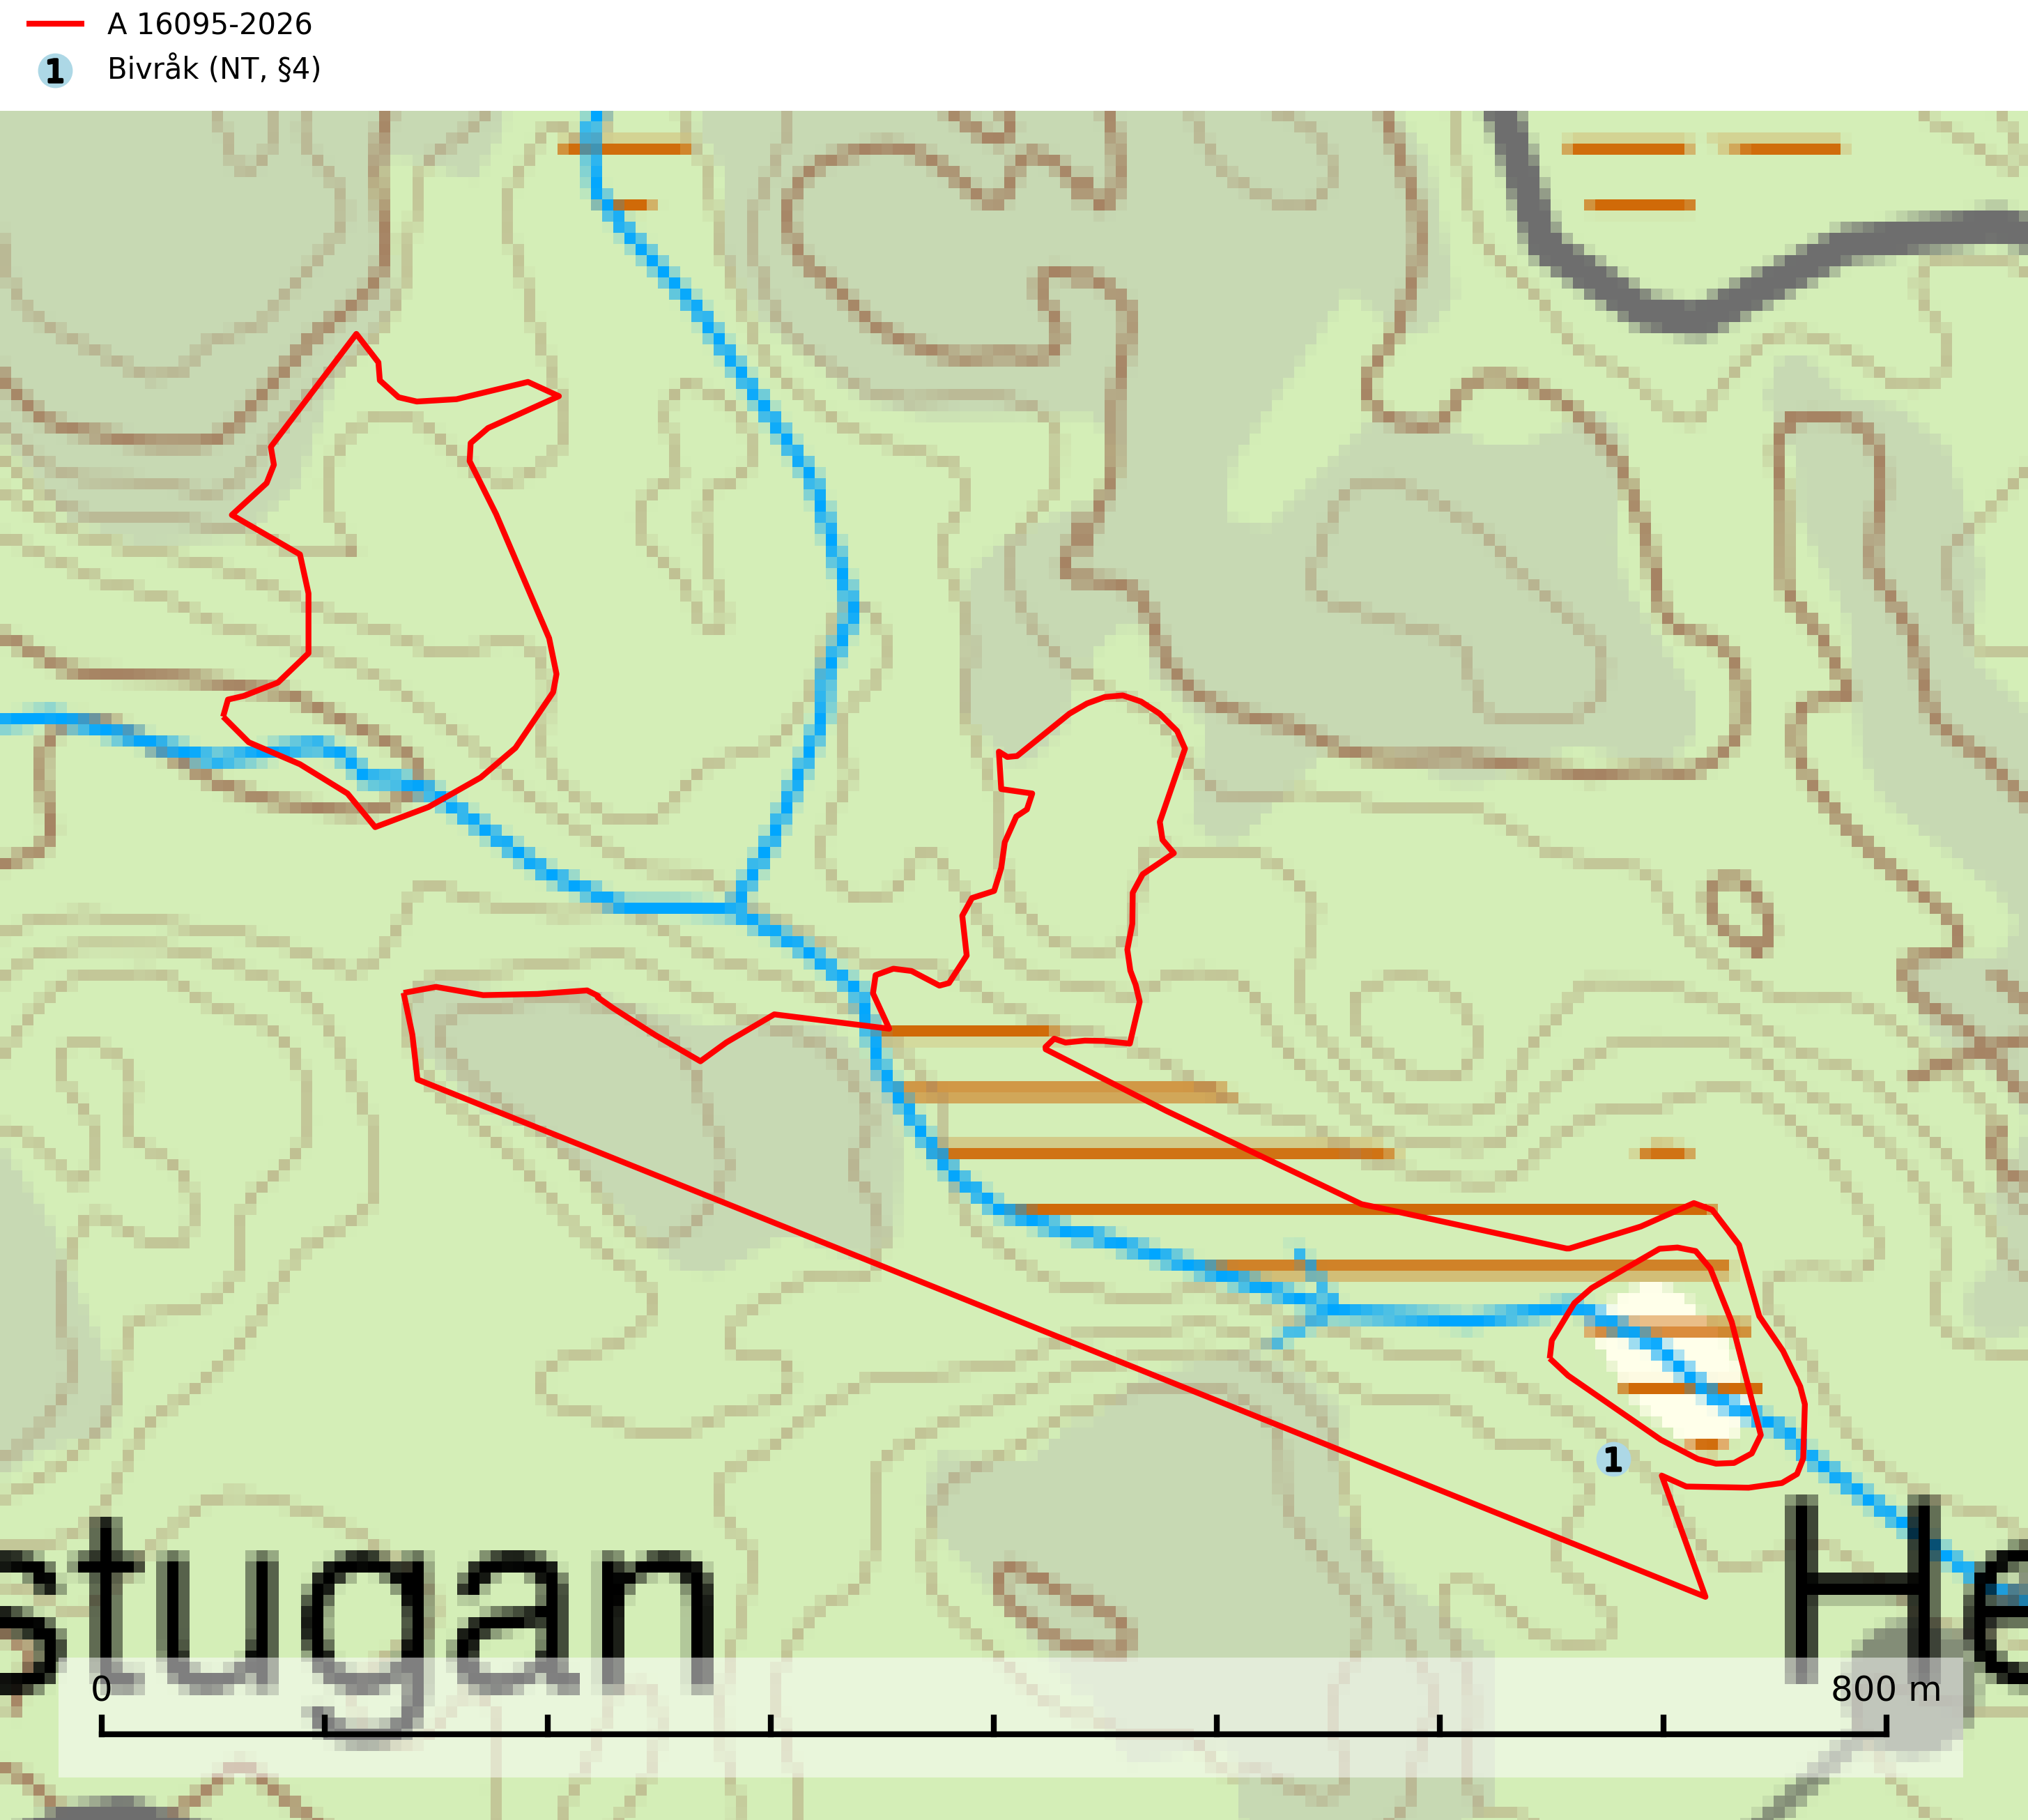 A 16095-2026
1 Bivråk (NT, §4)
1
stugan
He
0 800 m